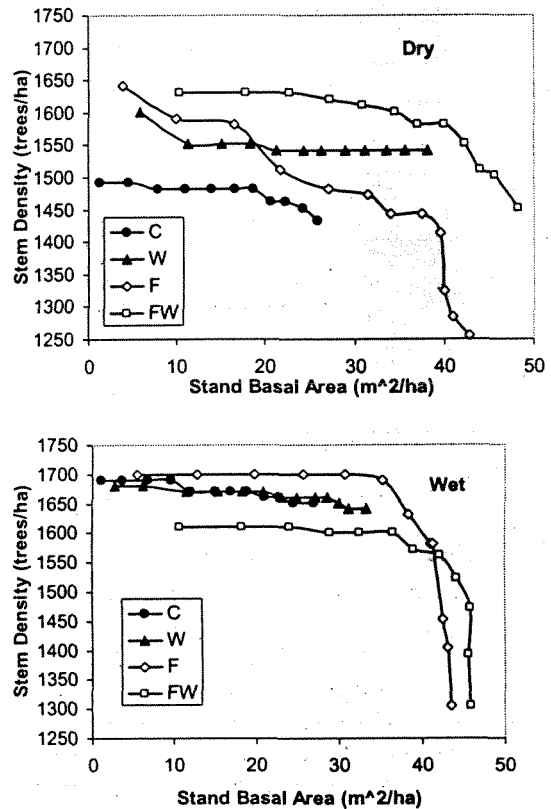 Dry
Stem Density (trees/ha)
1750
1700
1650
1600
1550
1500
1450
1400
1350
1300
1250
C
W
F
FW
0 10 20 30 40 50
Stand Basal Area (m^2/ha)
Wet
Stem Density (trees/ha)
1750
1700
1650
1600
1550
1500
1450
1400
1350
1300
1250
C
W
F
FW
0 10 20 30 40 50
Stand Basal Area (m^2/ha)